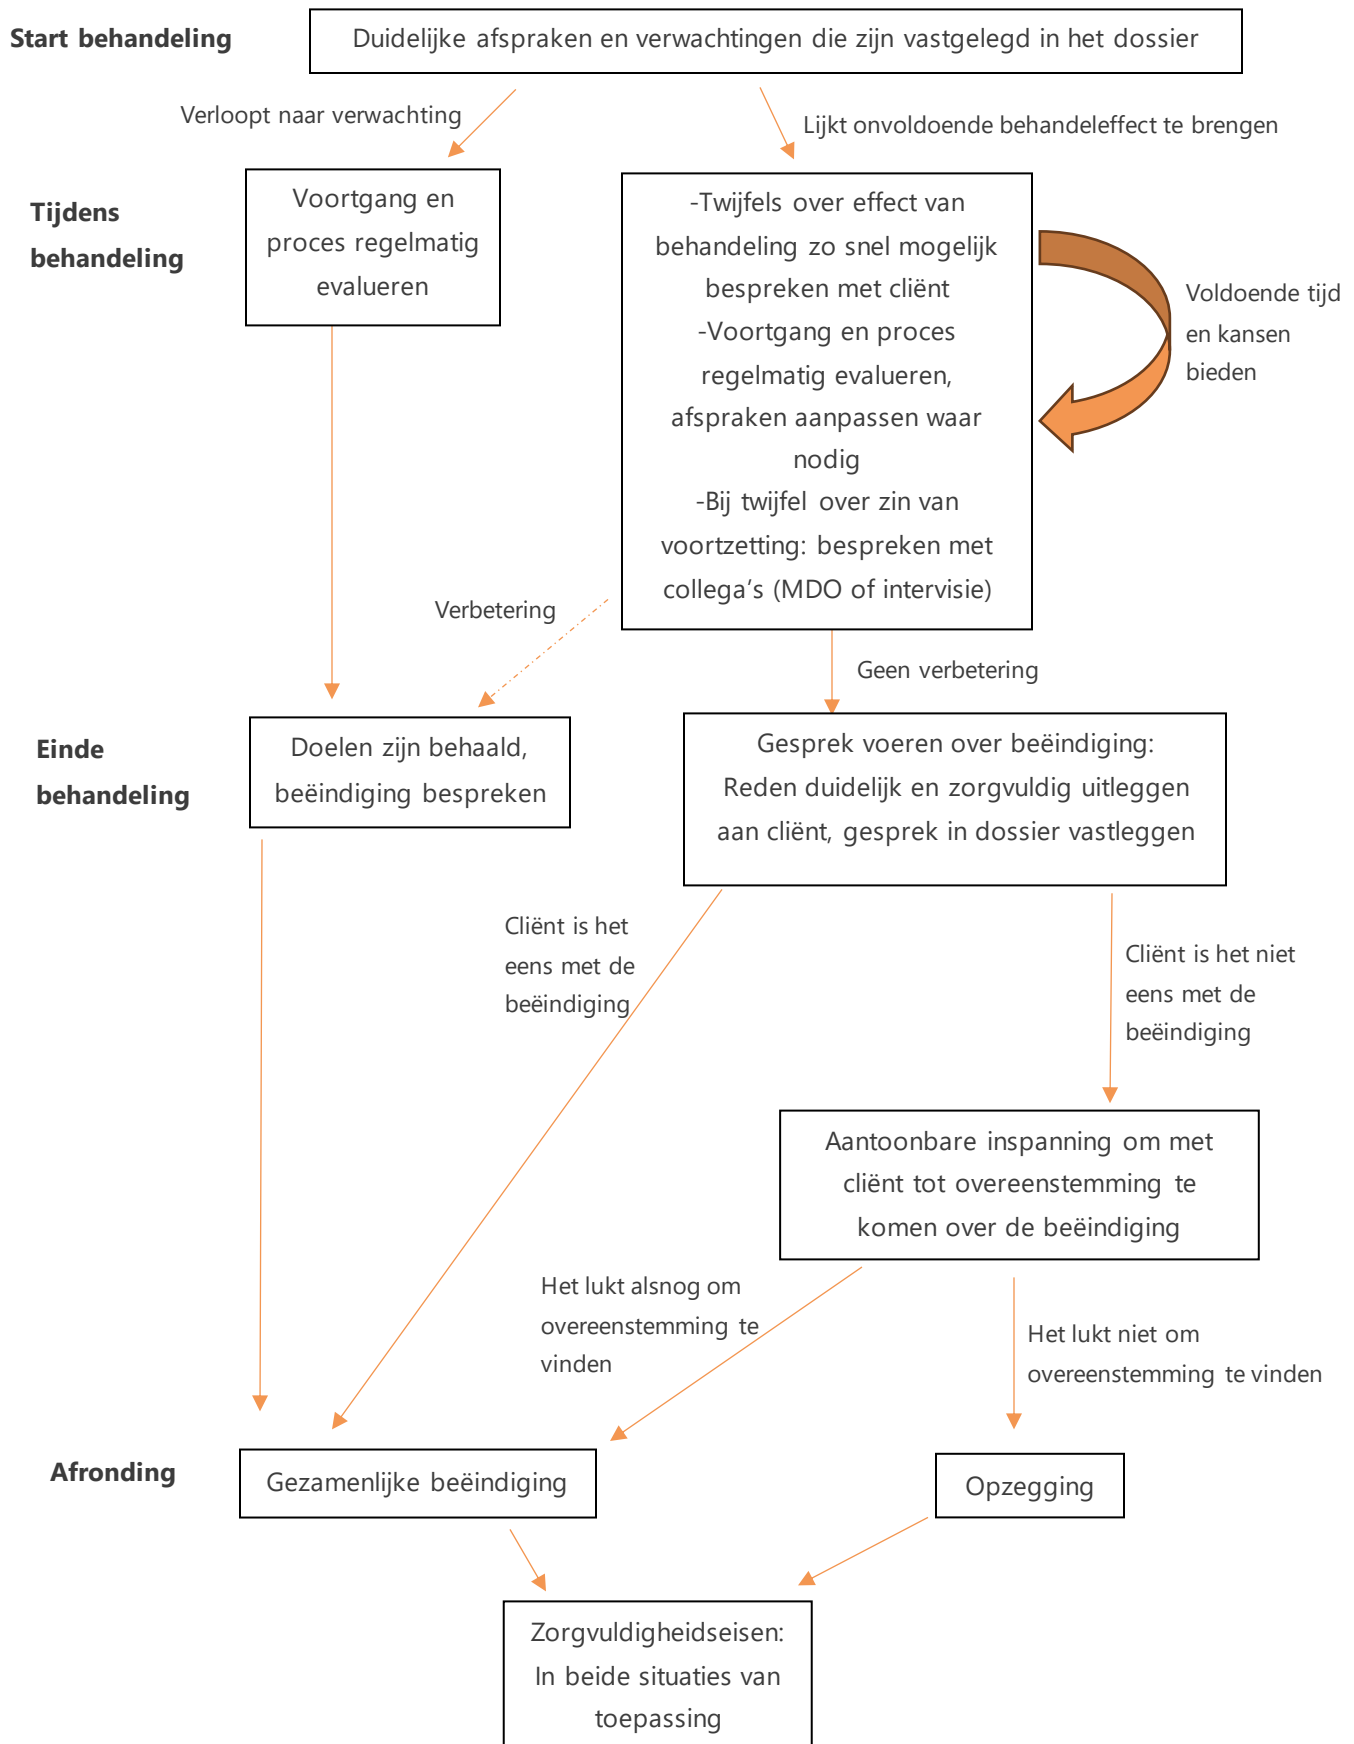 Start behandeling
Duidelijke afspraken en verwachtingen die zijn vastgelegd in het dossier
Verloopt naar verwachting
Lijkt onvoldoende behandeleffect te brengen
Tijdens
behandeling
Voortgang en
proces regelmatig
evalueren
-Twijfels over effect van
behandeling zo snel mogelijk
bespreken met cliënt
-Voortgang en proces
regelmatig evalueren,
afspraken aanpassen waar
nodig
-Bij twijfel over zin van
voortzetting: bespreken met
collega’s (MDO of intervisie)
Voldoende tijd
en kansen
bieden
Verbetering
Geen verbetering
Einde
behandeling
Doelen zijn behaald,
beëindiging bespreken
Gesprek voeren over beëindiging:
Reden duidelijk en zorgvuldig uitleggen
aan cliënt, gesprek in dossier vastleggen
Cliënt is het
eens met de
beëindiging
Cliënt is het niet
eens met de
beëindiging
Aantoonbare inspanning om met
cliënt tot overeenstemming te
komen over de beëindiging
Het lukt alsnog om
overeenstemming te
vinden
Het lukt niet om
overeenstemming te vinden
Afronding
Gezamenlijke beëindiging
Opzegging
Zorgvuldigheidseisen:
In beide situaties van
toepassing